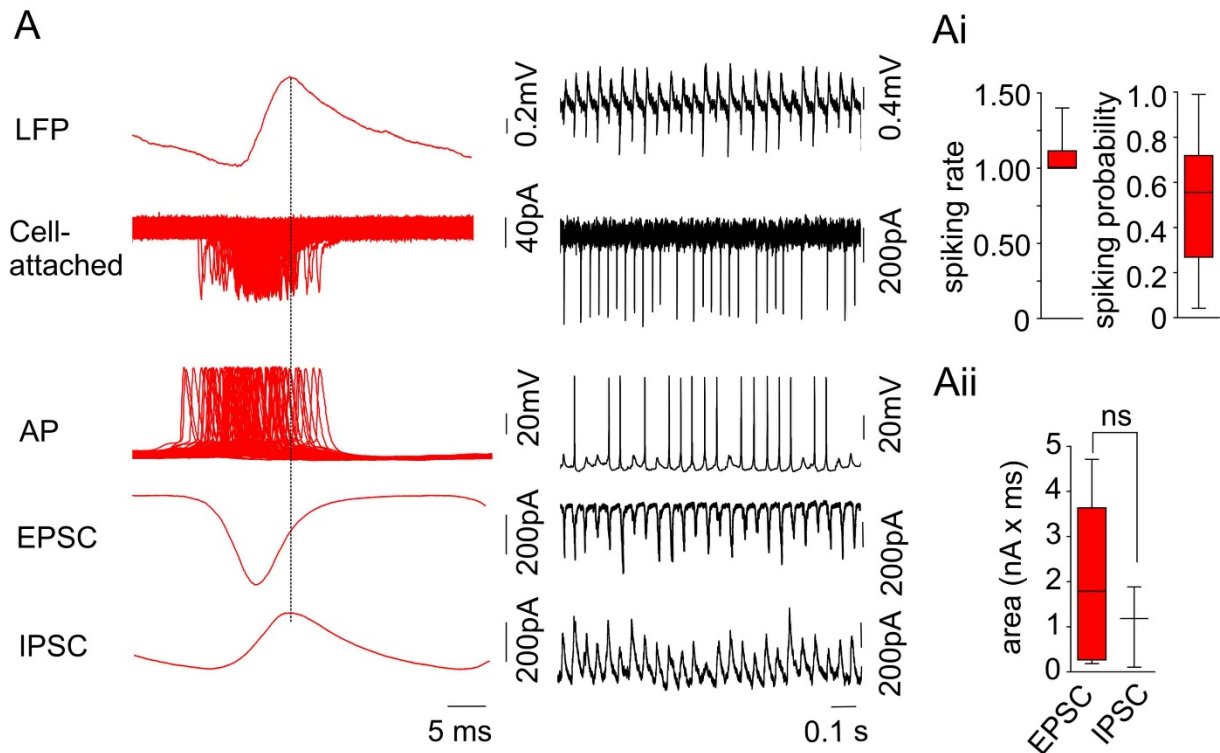 A
LFP
0.2mV
0.4mV
Cell-
attached
40pA
200pA
AP
20mV
20mV
EPSC
200pA
200pA
IPSC
200pA
200pA
5 ms
0.1 s
Ai
spiking rate
1.50
1.00
0.50
0
spiking probability
1.0
0.8
0.6
0.4
0.2
0
Aii
ns
area (nA x ms)
5
4
3
2
1
0
EPSC
IPSC